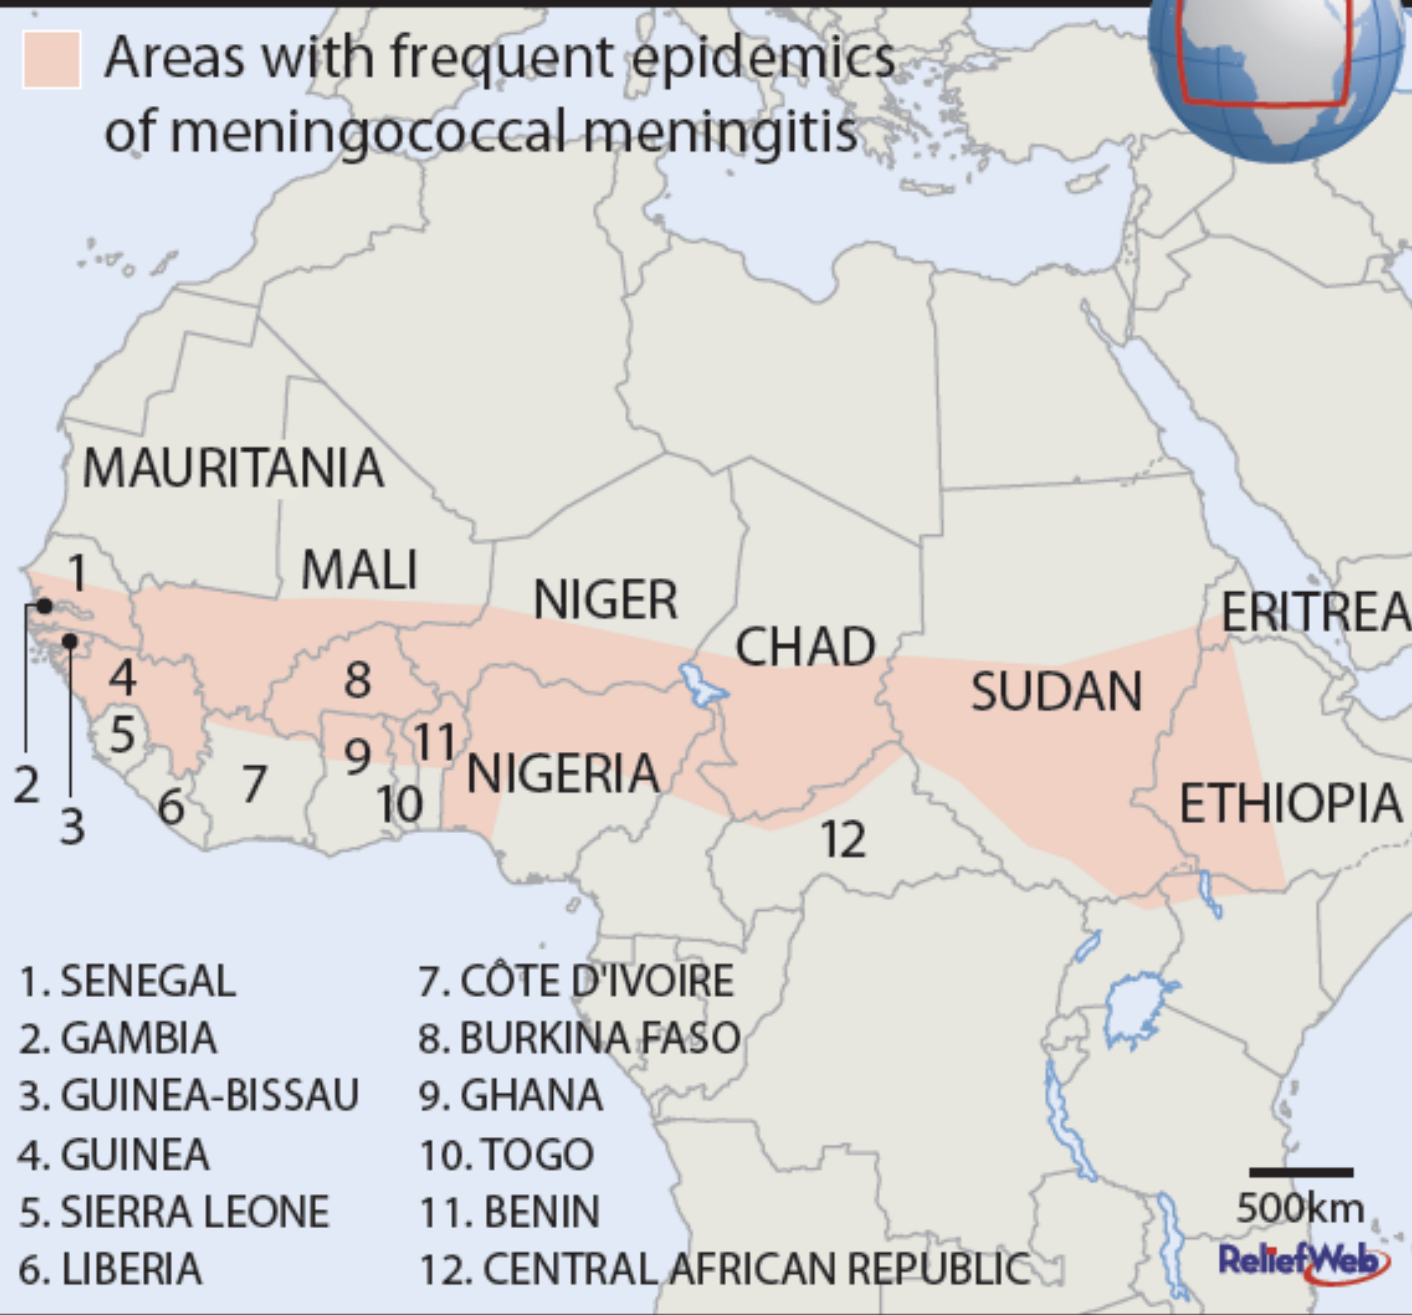 Areas with frequent epidemics
of meningococcal meningitis
MAURITANIA
MALI
NIGER
CHAD
SUDAN
ERITREA
ETHIOPIA
NIGERIA
1
2
3
4
5
6
7
8
9
10
11
12
1. SENEGAL
2. GAMBIA
3. GUINEA-BISSAU
4. GUINEA
5. SIERRA LEONE
6. LIBERIA
7. CÔTE D'IVOIRE
8. BURKINA FASO
9. GHANA
10. TOGO
11. BENIN
12. CENTRAL AFRICAN REPUBLIC
500km
ReliefWeb